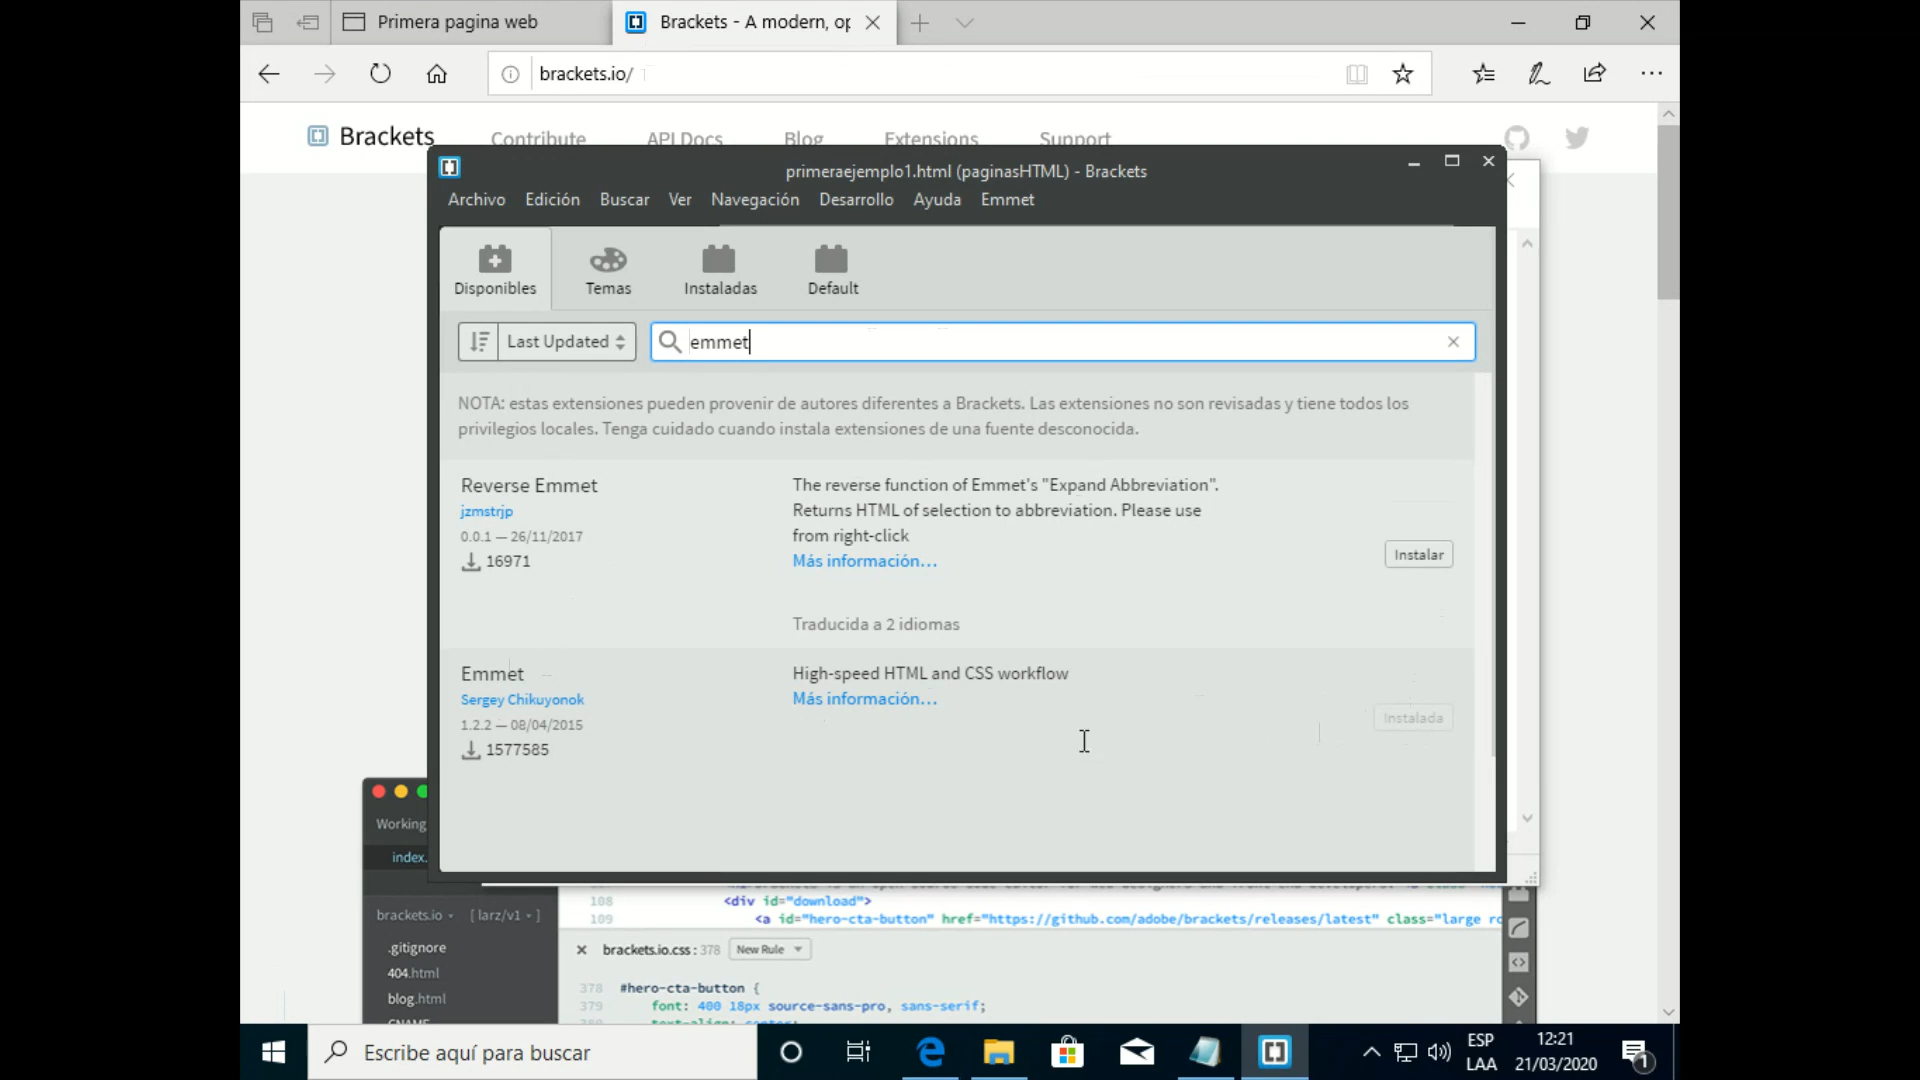 Primera pagina web
Brackets - A modern, op
brackets.io/
Brackets
Contribute
API Docs
Blog
Extensions
Support
primeraejemplo1.html (paginasHTML) - Brackets
Archivo Edición Buscar Ver Navegación Desarrollo Ayuda Emmet
Disponibles
Temas
Instaladas
Default
Last Updated
emmet
NOTA: estas extensiones pueden provenir de autores diferentes a Brackets. Las extensiones no son revisadas y tiene todos los
privilegios locales. Tenga cuidado cuando instala extensiones de una fuente desconocida.
Reverse Emmet
jzmstrjp
0.0.1 — 26/11/2017
16971
The reverse function of Emmet's "Expand Abbreviation".
Returns HTML of selection to abbreviation. Please use
from right-click
Más información...
Instalar
Traducida a 2 idiomas
Emmet
Sergey Chikuyonok
1.2.2 — 08/04/2015
1577585
High-speed HTML and CSS workflow
Más información...
Instalada
Working
index.
brackets.io [ larz/v1 ]
.gitignore
404.html
blog.html
108 <div id="download">
109 <a id="hero-cta-button" href="https://github.com/adobe/brackets/releases/latest" class="large ro
brackets.io.css : 378 New Rule
378 #hero-cta-button {
379 font: 400 18px source-sans-pro, sans-serif;
Escribe aquí para buscar
ESP
LAA
12:21
21/03/2020
1